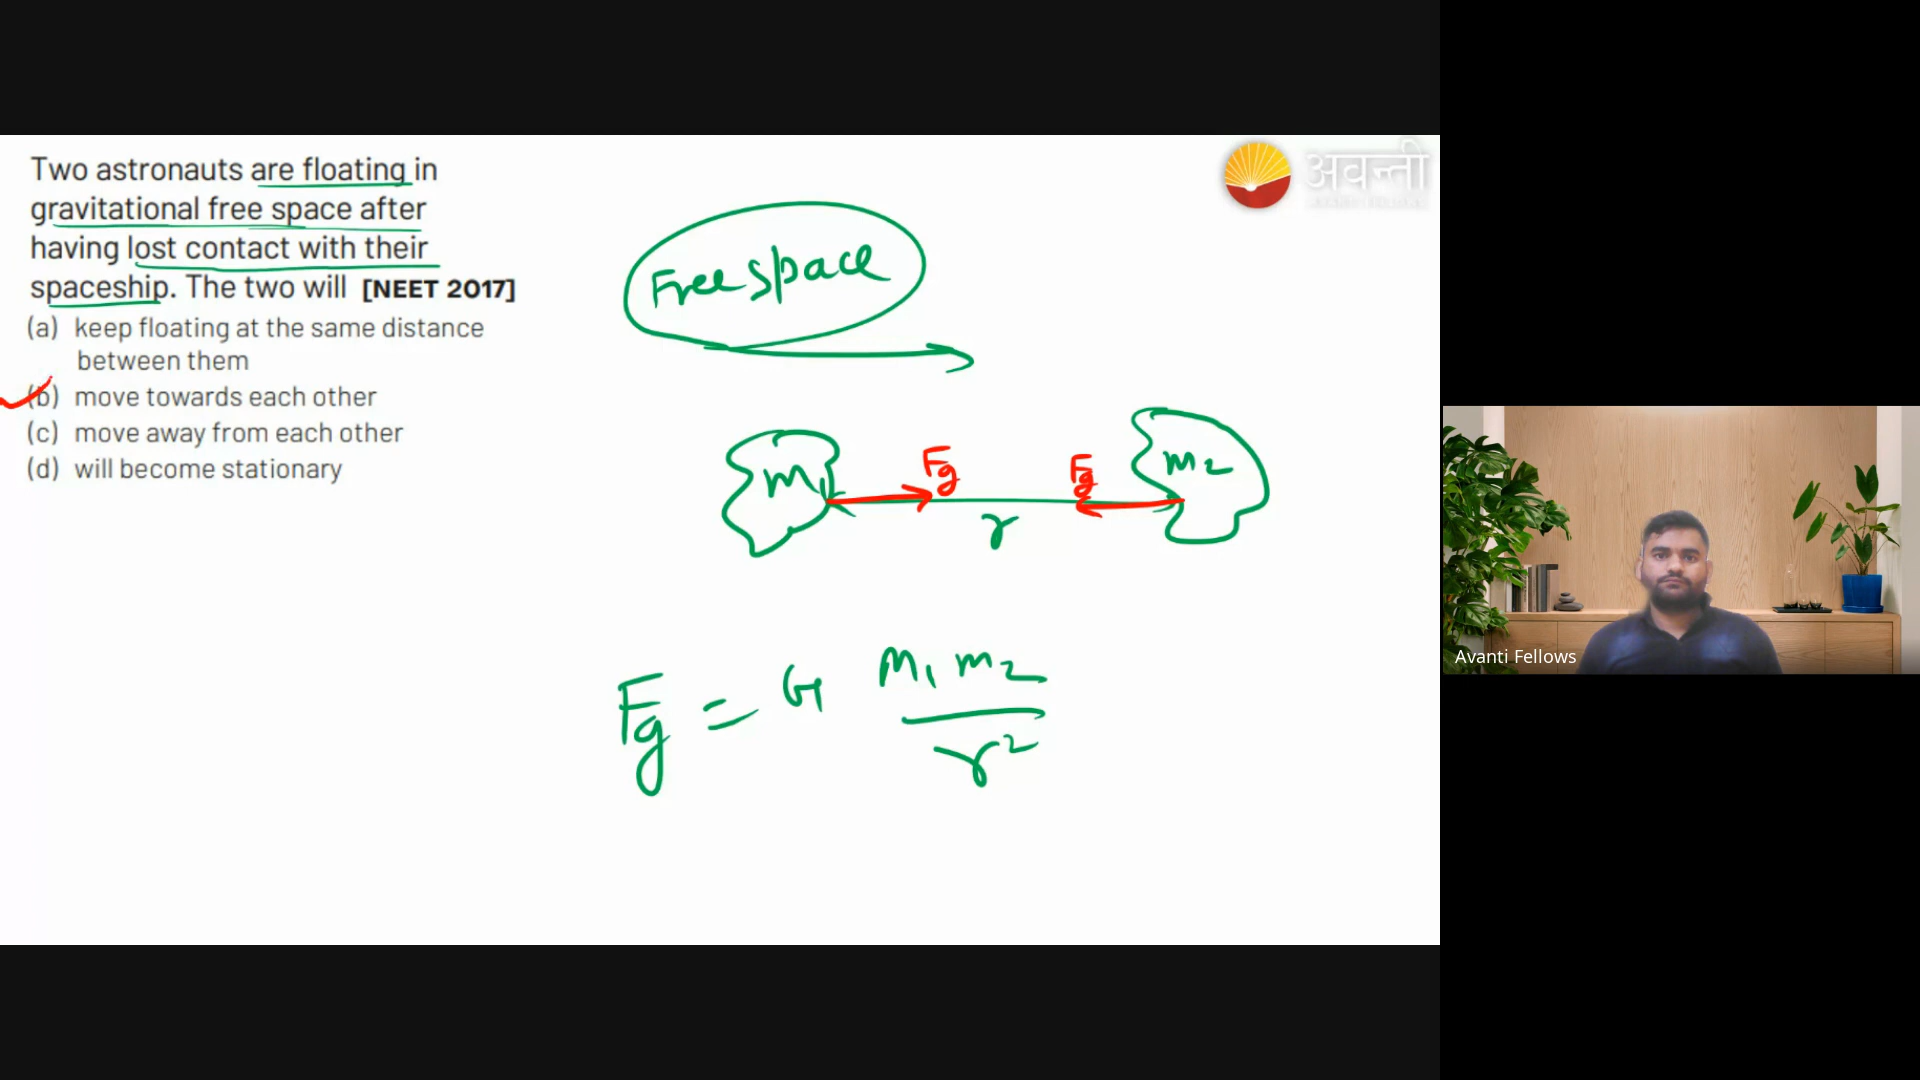 Two astronauts are floating in
gravitational free space after
having lost contact with their
spaceship. The two will [NEET 2017]
(a) keep floating at the same distance
between them
(b) move towards each other
(c) move away from each other
(d) will become stationary
अवन्ती
AVANTI FELLOWS
Free space
m1 Fg Fg m2
r
Fg = G m1 m2
r2
Avanti Fellows